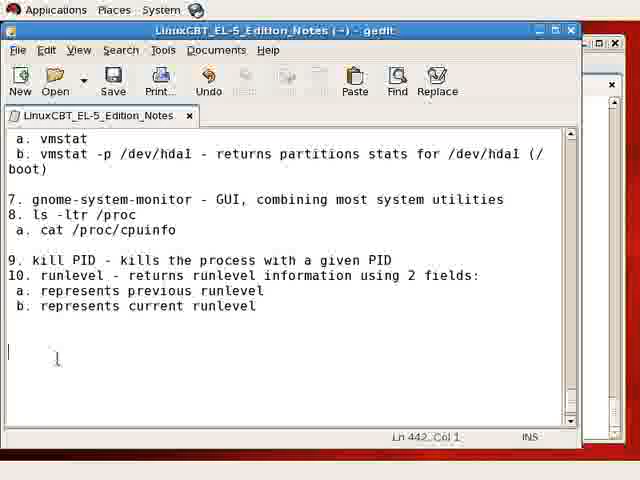 Applications Places System
LinuxCBT_EL-5_Edition_Notes (~) - gedit
File Edit View Search Tools Documents Help
New Open Save Print... Undo Paste Find Replace
LinuxCBT_EL-5_Edition_Notes
a. vmstat
b. vmstat -p /dev/hda1 - returns partitions stats for /dev/hda1 (/
boot)
7. gnome-system-monitor - GUI, combining most system utilities
8. ls -ltr /proc
a. cat /proc/cpuinfo
9. kill PID - kills the process with a given PID
10. runlevel - returns runlevel information using 2 fields:
a. represents previous runlevel
b. represents current runlevel
Ln 442, Col 1 INS